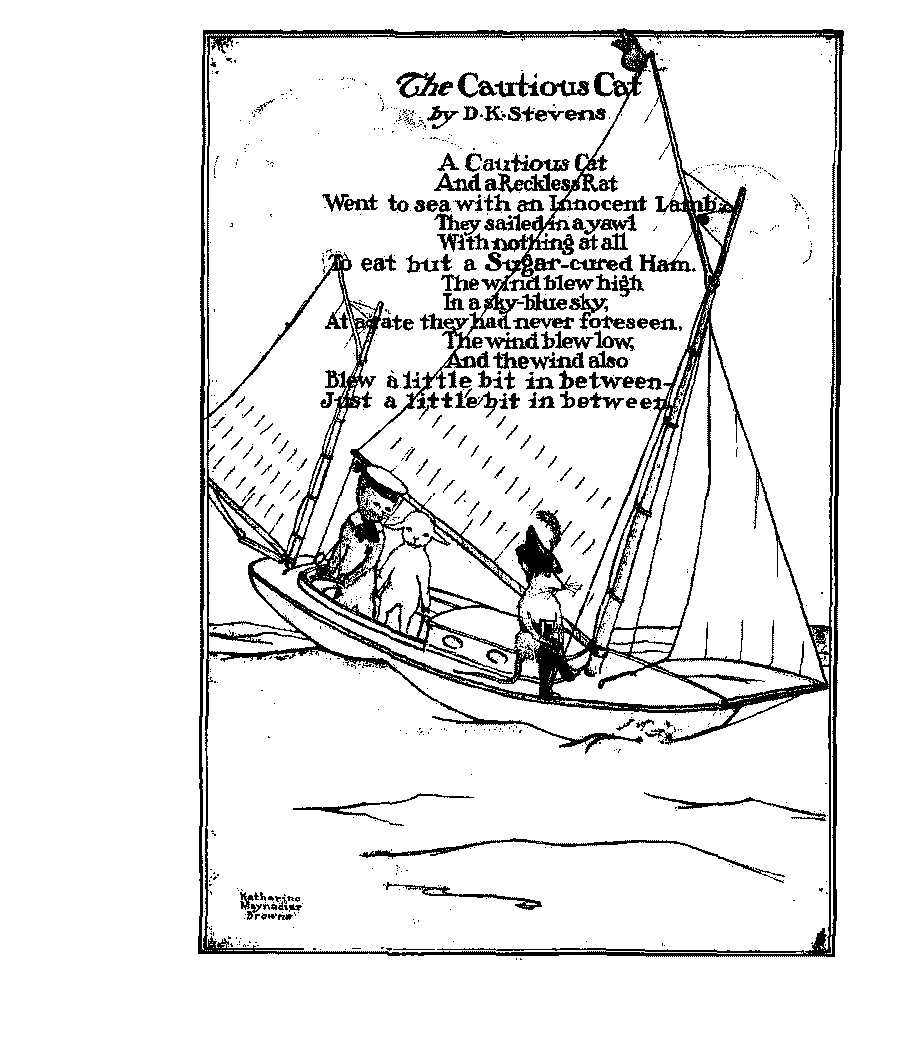 The Cautious Cat
by D.K.Stevens
A Cautious Cat
And a Reckless Rat
Went to sea with an Innocent Lamb.
They sailed in a yawl
With nothing at all
To eat but a Sugar-cured Ham.
The wind blew high
In a sky-blue sky,
At a rate they had never foreseen,
The wind blew low,
And the wind also
Blew a little bit in between-
Just a little bit in between.
Katharine
Maynadier
Browne